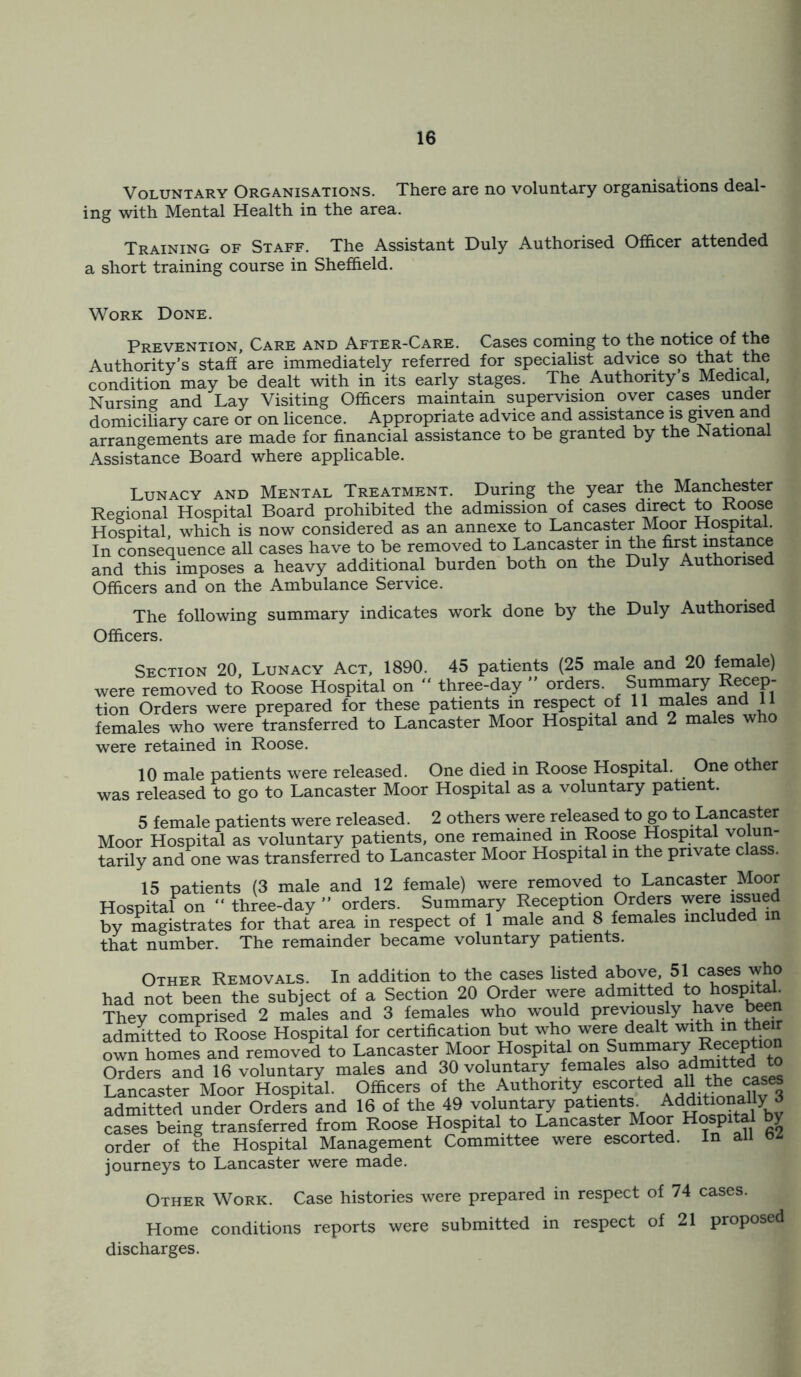 16
Voluntary Organisations. There are no voluntary organisations deal-
ing with Mental Health in the area.
Training of Staff. The Assistant Duly Authorised Officer attended
a short training course in Sheffield.
Work Done.
Prevention, Care and After-Care. Cases coming to the notice of the
Authority's staff are immediately referred for specialist advice so that the
condition may be dealt with in its early stages. The Authority's Medical,
Nursing and Lay Visiting Officers maintain supervision over cases under
domiciliary care or on licence. Appropriate advice and assistance is given and
arrangements are made for financial assistance to be granted by the National
Assistance Board where applicable.
Lunacy and Mental Treatment. During the year the Manchester
Regional Hospital Board prohibited the admission of cases direct to Roose
Hospital, which is now considered as an annexe to Lancaster Moor Hospital.
In consequence all cases have to be removed to Lancaster in the first instance
and this imposes a heavy additional burden both on the Duly Authorised
Officers and on the Ambulance Service.
The following summary indicates work done by the Duly Authorised
Officers.
Section 20, Lunacy Act, 1890. 45 patients (25 male and 20 female)
were removed to Roose Hospital on "three-day" orders. Summary Recep-
tion Orders were prepared for these patients in respect of 11 males and 11
females who were transferred to Lancaster Moor Hospital and 2 males who
were retained in Roose.
10 male patients were released. One died in Roose Hospital. One other
was released to go to Lancaster Moor Hospital as a voluntary patient.
5 female patients were released. 2 others were released to go to Lancaster
Moor Hospital as voluntary patients, one remained in Roose Hospital volun-
tarily and one was transferred to Lancaster Moor Hospital in the private class.
15 patients (3 male and 12 female) were removed to Lancaster Moor
Hospital on "three-day" orders. Summary Reception Orders were issued
by magistrates for that area in respect of 1 male and 8 females included in
that number. The remainder became voluntary patients.
Other Removals. In addition to the cases listed above, 51 cases who
had not been the subject of a Section 20 Order were admitted to hospital.
They comprised 2 males and 3 females who would previously have been
admitted to Roose Hospital for certification but who were dealt with in their
own homes and removed to Lancaster Moor Hospital on Summary Reception
Orders and 16 voluntary males and 30 voluntary females also admitted to
Lancaster Moor Hospital. Officers of the Authority escorted all the cases
admitted under Orders and 16 of the 49 voluntary patients. Additionally 3
cases being transferred from Roose Hospital to Lancaster Moor Hospital by
order of the Hospital Management Committee were escorted. In all 62
journeys to Lancaster were made.
Other Work. Case histories were prepared in respect of 74 cases.
Home conditions reports were submitted in respect of 21 proposed
discharges.